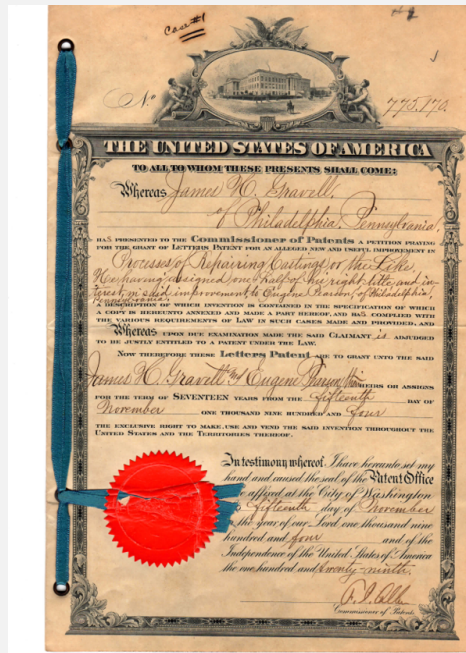 Case #1
# 2
No 775.170.
THE UNITED STATES OF AMERICA
TO ALL TO WHOM THESE PRESENTS SHALL COME:
Whereas James H. Gravell,
of Philadelphia, Pennsylvania,
HAS PRESENTED TO THE Commissioner of Patents A PETITION PRAYING
FOR THE GRANT OF LETTERS PATENT FOR AN ALLEGED NEW AND USEFUL IMPROVEMENT IN
Processes of Repairing Castings or the Like,
He having assigned one-half of the right, title, and in-
terest, in said improvement, to Eugene Pearson, of Philadelphia,
Pennsylvania,
A DESCRIPTION OF WHICH INVENTION IS CONTAINED IN THE SPECIFICATION OF WHICH
A COPY IS HEREUNTO ANNEXED AND MADE A PART HEREOF, AND HAS COMPLIED WITH
THE VARIOUS REQUIREMENTS OF LAW IN SUCH CASES MADE AND PROVIDED, AND
Whereas UPON DUE EXAMINATION MADE THE SAID CLAIMANT is ADJUDGED
TO BE JUSTLY ENTITLED TO A PATENT UNDER THE LAW.
NOW THEREFORE THESE Letters Patent ARE TO GRANT UNTO THE SAID
James H. Gravell and Eugene Pearson, their HEIRS OR ASSIGNS
FOR THE TERM OF SEVENTEEN YEARS FROM THE fifteenth DAY OF
November ONE THOUSAND NINE HUNDRED AND four
THE EXCLUSIVE RIGHT TO MAKE, USE AND VEND THE SAID INVENTION THROUGHOUT THE
UNITED STATES AND THE TERRITORIES THEREOF.
In testimony whereof I have hereunto set my
hand and caused the seal of the Patent Office
to be affixed at the City of Washington
fifteenth day of November
in the year of our Lord one thousand nine
hundred and four and of the
Independence of the United States of America
the one hundred and twenty-ninth.
F. I. Allen
Commissioner of Patents.